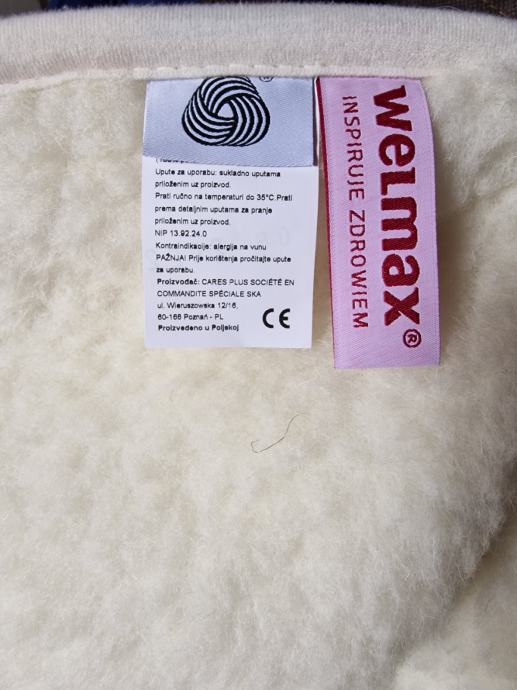 ®
Upute za uporabu: sukladno uputama
priloženim uz proizvod.
Prati ručno na temperaturi do 35°C.Prati
prema detaljnim uputama za pranje
priloženim uz proizvod.
NIP 13.92.24.0
Kontraindikacije: alergija na vunu
PAŽNJA! Prije korištenja pročitajte upute
za uporabu.
Proizvođač: CARES PLUS SOCIÉTÉ EN
COMMANDITE SPÉCIALE SKA
ul. Wieruszowska 12/16,
60-166 Poznań - PL
Proizvedeno u Poljskoj
CE
welmax®
INSPIRUJE ZDROWIEM